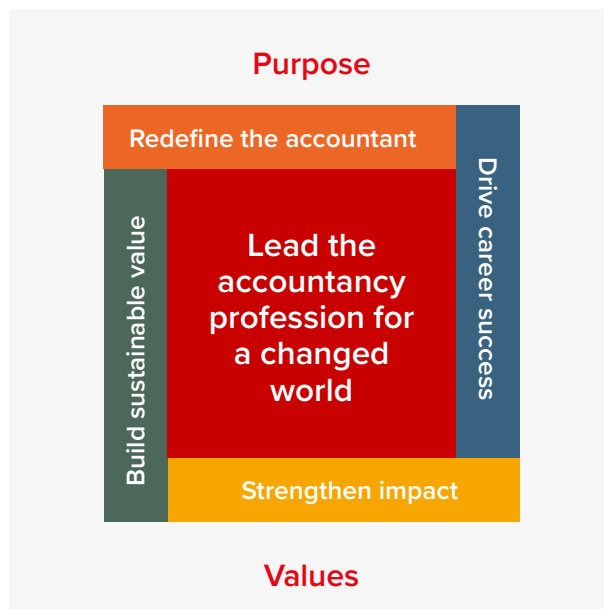 Purpose
Redefine the accountant
Drive career success
Build sustainable value
Lead the
accountancy
profession for
a changed
world
Strengthen impact
Values